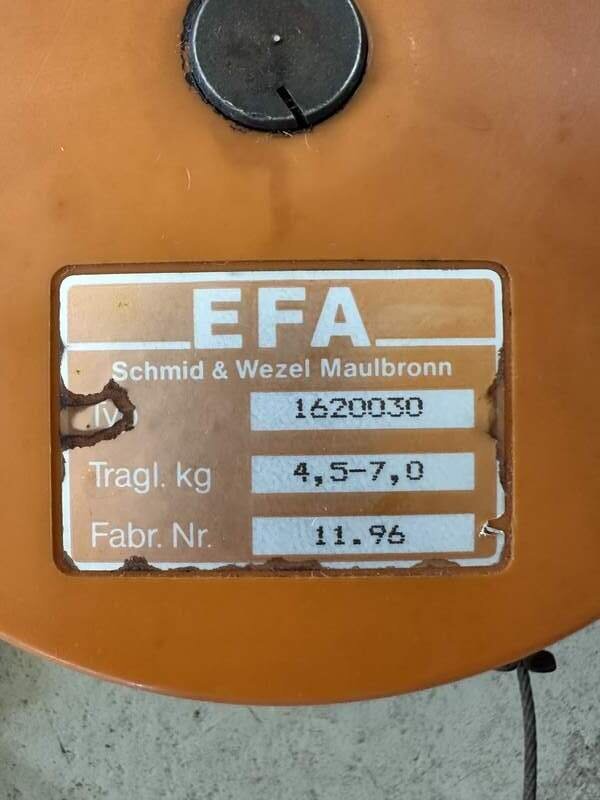 EFA
Schmid & Wezel Maulbronn
1620030
Tragl. kg 4,5-7,0
Fabr. Nr. 11.96